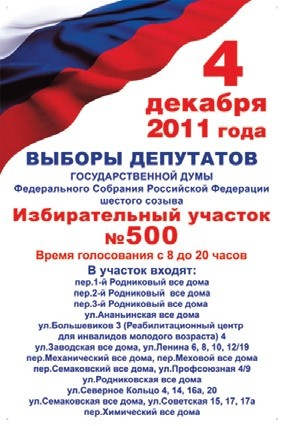 4
декабря
2011 года
ВЫБОРЫ ДЕПУТАТОВ
ГОСУДАРСТВЕННОЙ ДУМЫ
Федерального Собрания Российской Федерации
шестого созыва
Избирательный участок
№500
Время голосования с 8 до 20 часов
В участок входят:
пер.1-й Родниковый все дома
пер.2-й Родниковый все дома
пер.3-й Родниковый все дома
ул.Ананьинская все дома
ул.Большевиков 3 (Реабилитационный центр
для инвалидов молодого возраста) 4
ул.Заводская все дома, ул.Ленина 6, 8, 10, 12/19
пер.Механический все дома, пер.Меховой все дома
пер.Семаковский все дома, ул.Профсоюзная 4/9
ул.Родниковская все дома
ул.Северное Кольцо 4, 14, 16а, 20
ул.Семаковская все дома, ул.Советская 15, 17, 17а
пер.Химический все дома